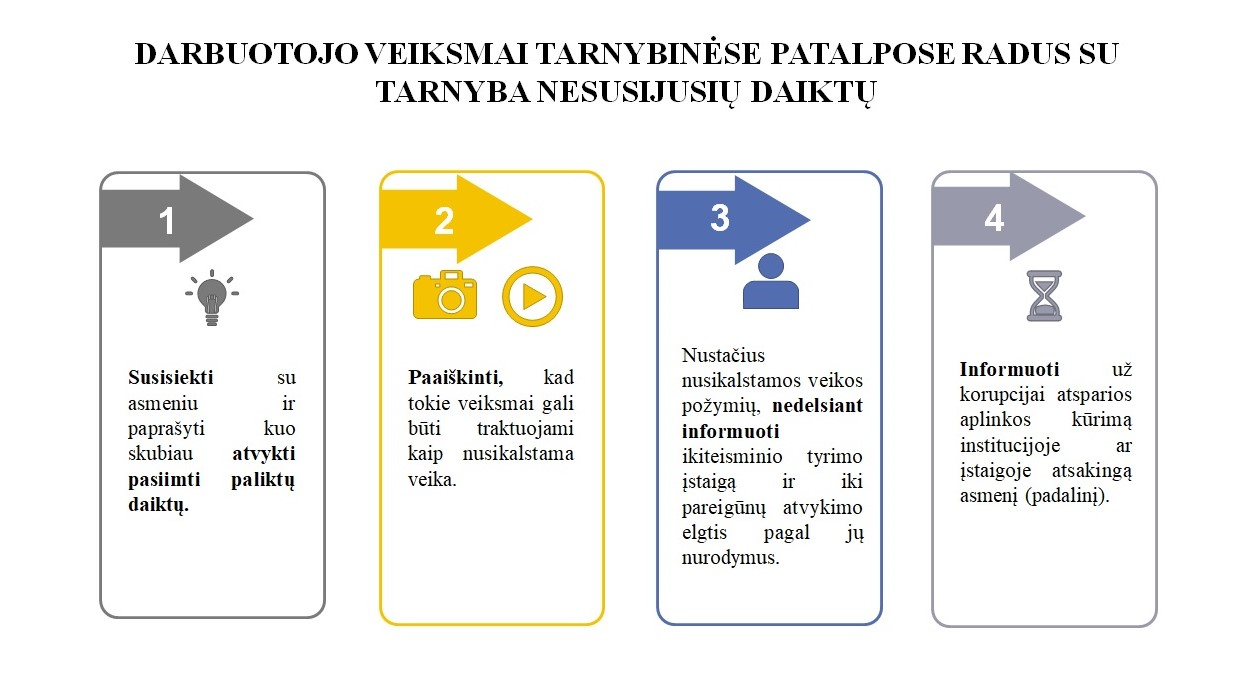 DARBUOTOJO VEIKSMAI TARNYBINĖSE PATALPOSE RADUS SU
TARNYBA NESUSIJUSIŲ DAIKTŲ
1
Susisiekti su
asmeniu ir
paprašyti kuo
skubiau atvykti
pasiimti paliktų
daiktų.
2
Paaiškinti, kad
tokie veiksmai gali
būti traktuojami
kaip nusikalstama
veika.
3
Nustačius
nusikalstamos veikos
požymių, nedelsiant
informuoti
ikiteisminio tyrimo
įstaigą ir iki
pareigūnų atvykimo
elgtis pagal jų
nurodymus.
4
Informuoti už
korupcijai atsparios
aplinkos kūrimą
institucijoje ar
įstaigoje atsakingą
asmenį (padalinį).